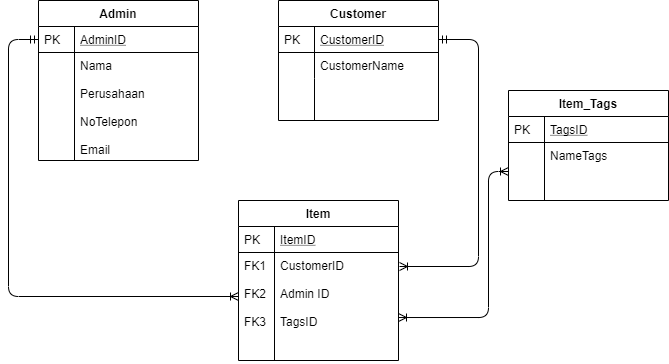 Admin
PK AdminID
Nama
Perusahaan
NoTelepon
Email
Customer
PK CustomerID
CustomerName
Item_Tags
PK TagsID
NameTags
Item
PK ItemID
FK1 CustomerID
FK2 Admin ID
FK3 TagsID